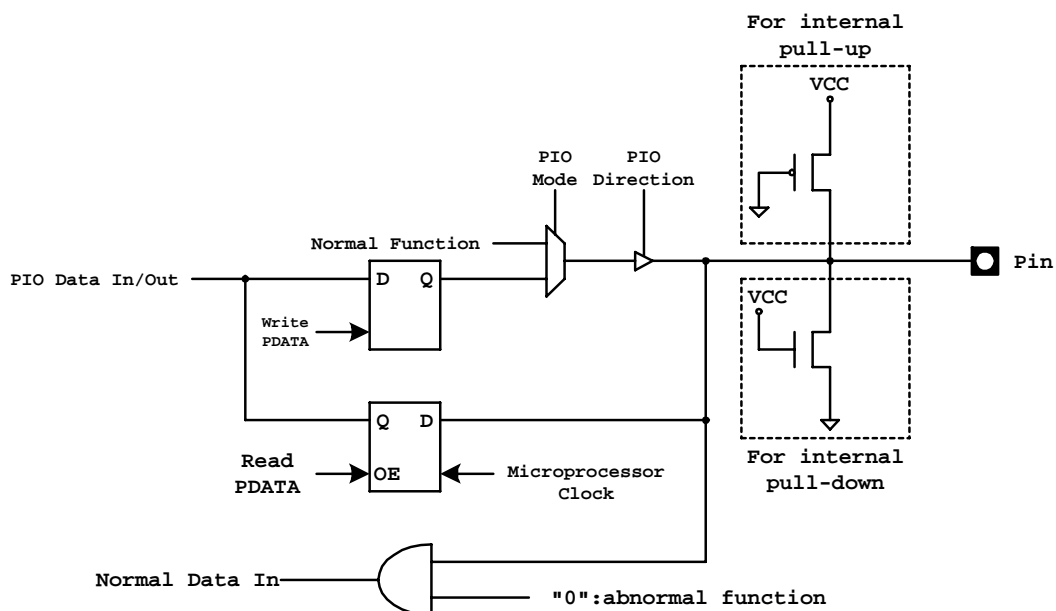 For internal
pull-up
VCC
PIO
Mode
PIO
Direction
Normal Function
PIO Data In/Out
D Q
Pin
Write
PDATA
VCC
Q D
Read
PDATA
OE
Microprocessor
Clock
For internal
pull-down
Normal Data In
"0":abnormal function